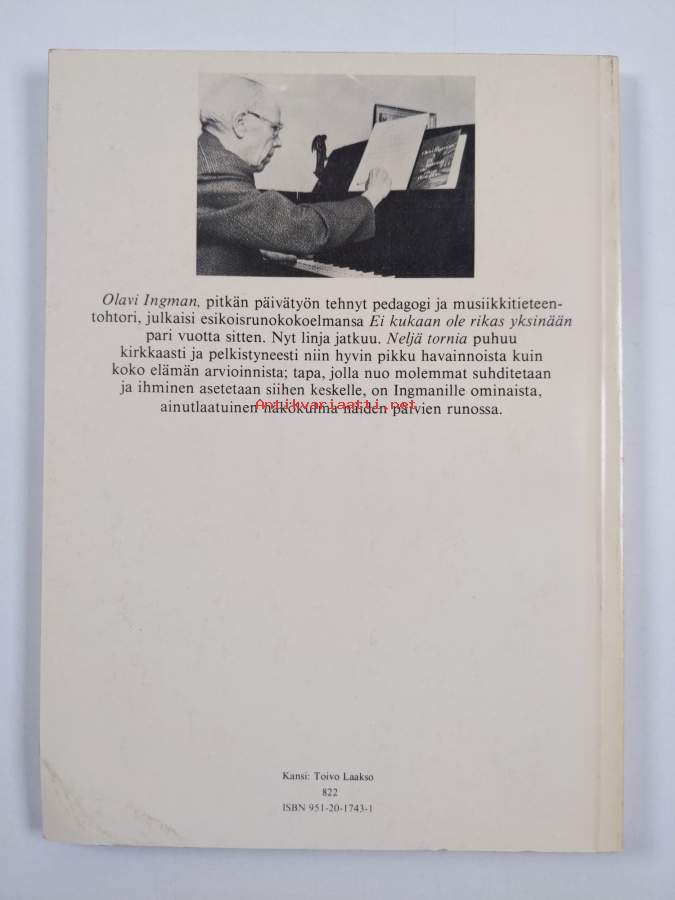 Olavi Ingman, pitkän päivätyön tehnyt pedagogi ja musiikkitieteen-
tohtori, julkaisi esikoisrunokokoelmansa Ei kukaan ole rikas yksinään
pari vuotta sitten. Nyt linja jatkuu. Neljä tornia puhuu
kirkkaasti ja pelkistyneesti niin hyvin pikku havainnoista kuin
koko elämän arvioinnista; tapa, jolla nuo molemmat suhditetaan
ja ihminen asetetaan siihen keskelle, on Ingmanille ominaista,
ainutlaatuinen näkökulma näiden päivien runossa.
Antikvariaatti.net
Kansi: Toivo Laakso
822
ISBN 951-20-1743-1